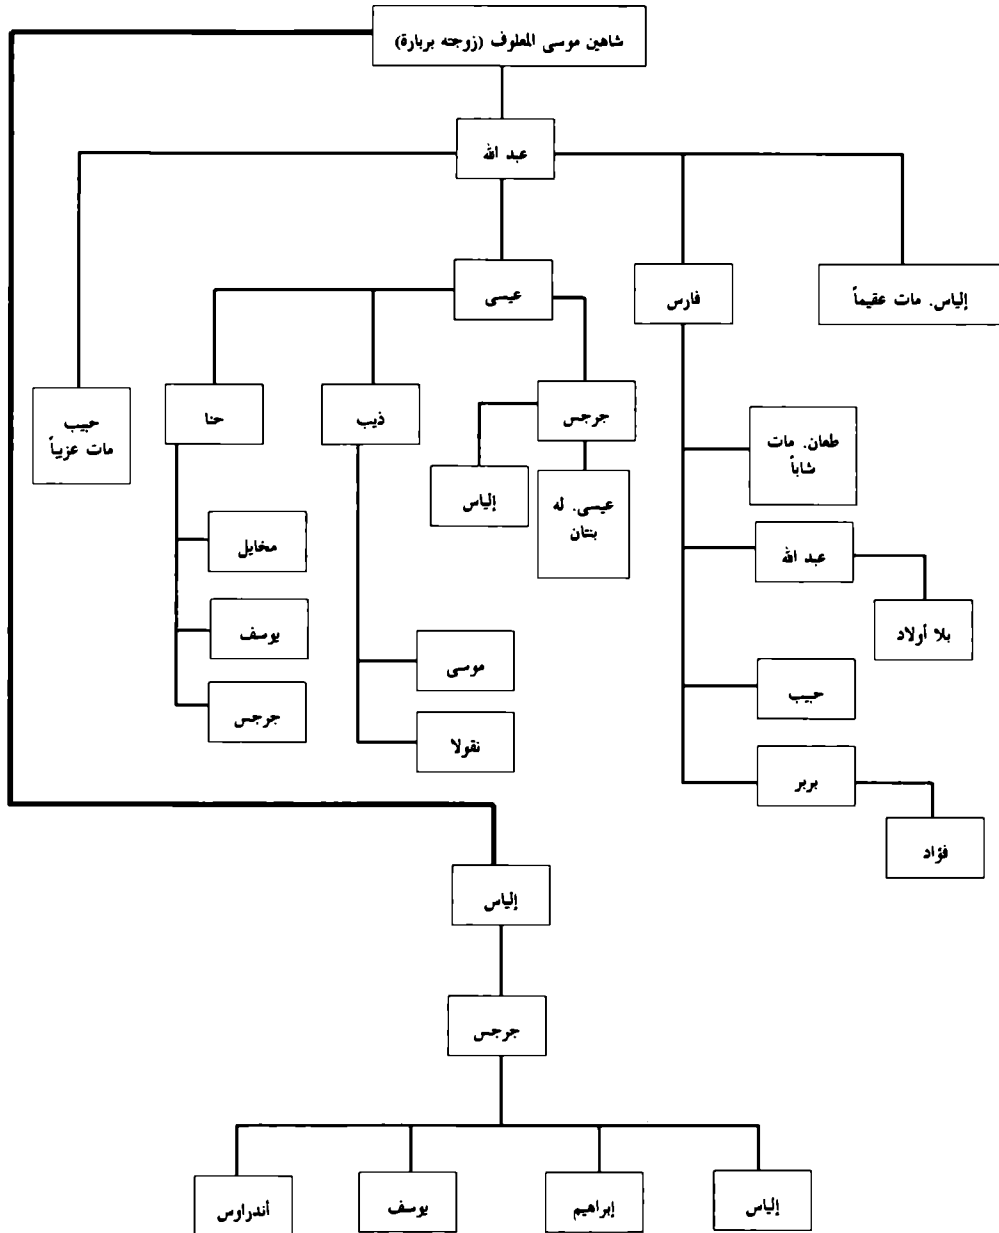 شاهين موسى المعلوف (زوجته بربارة)
عبد الله
عيسى
فارس
إلياس. مات عقيماً
حبيب
مات عزيباً
حنا
ذيب
جرجس
طعان. مات
شاباً
إلياس
عيسى. له
بنتان
مخايل
عبد الله
يوسف
بلا أولاد
موسى
حبيب
جرجس
نقولا
بربر
فؤاد
إلياس
جرجس
إلياس
إبراهيم
يوسف
أندراوس